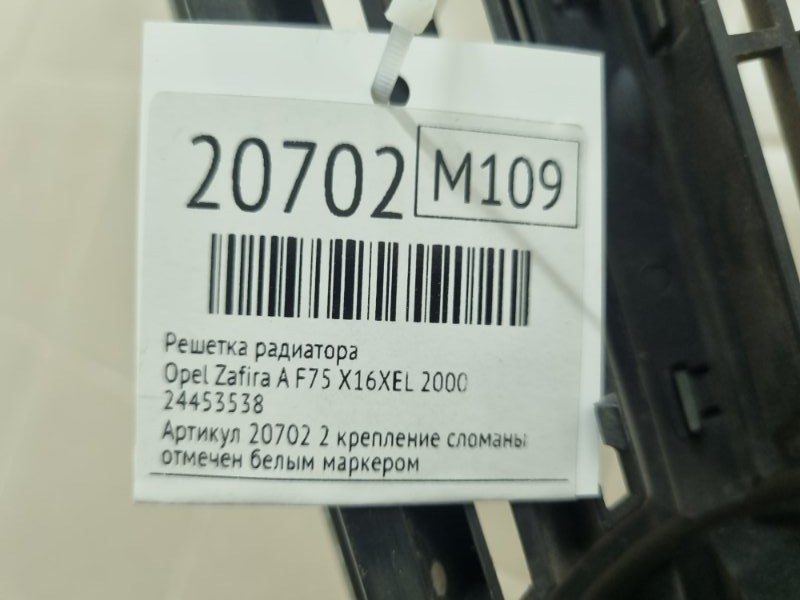 20702 M109
Решетка радиатора
Opel Zafira A F75 X16XEL 2000
24453538
Артикул 20702 2 крепление сломаны
отмечен белым маркером